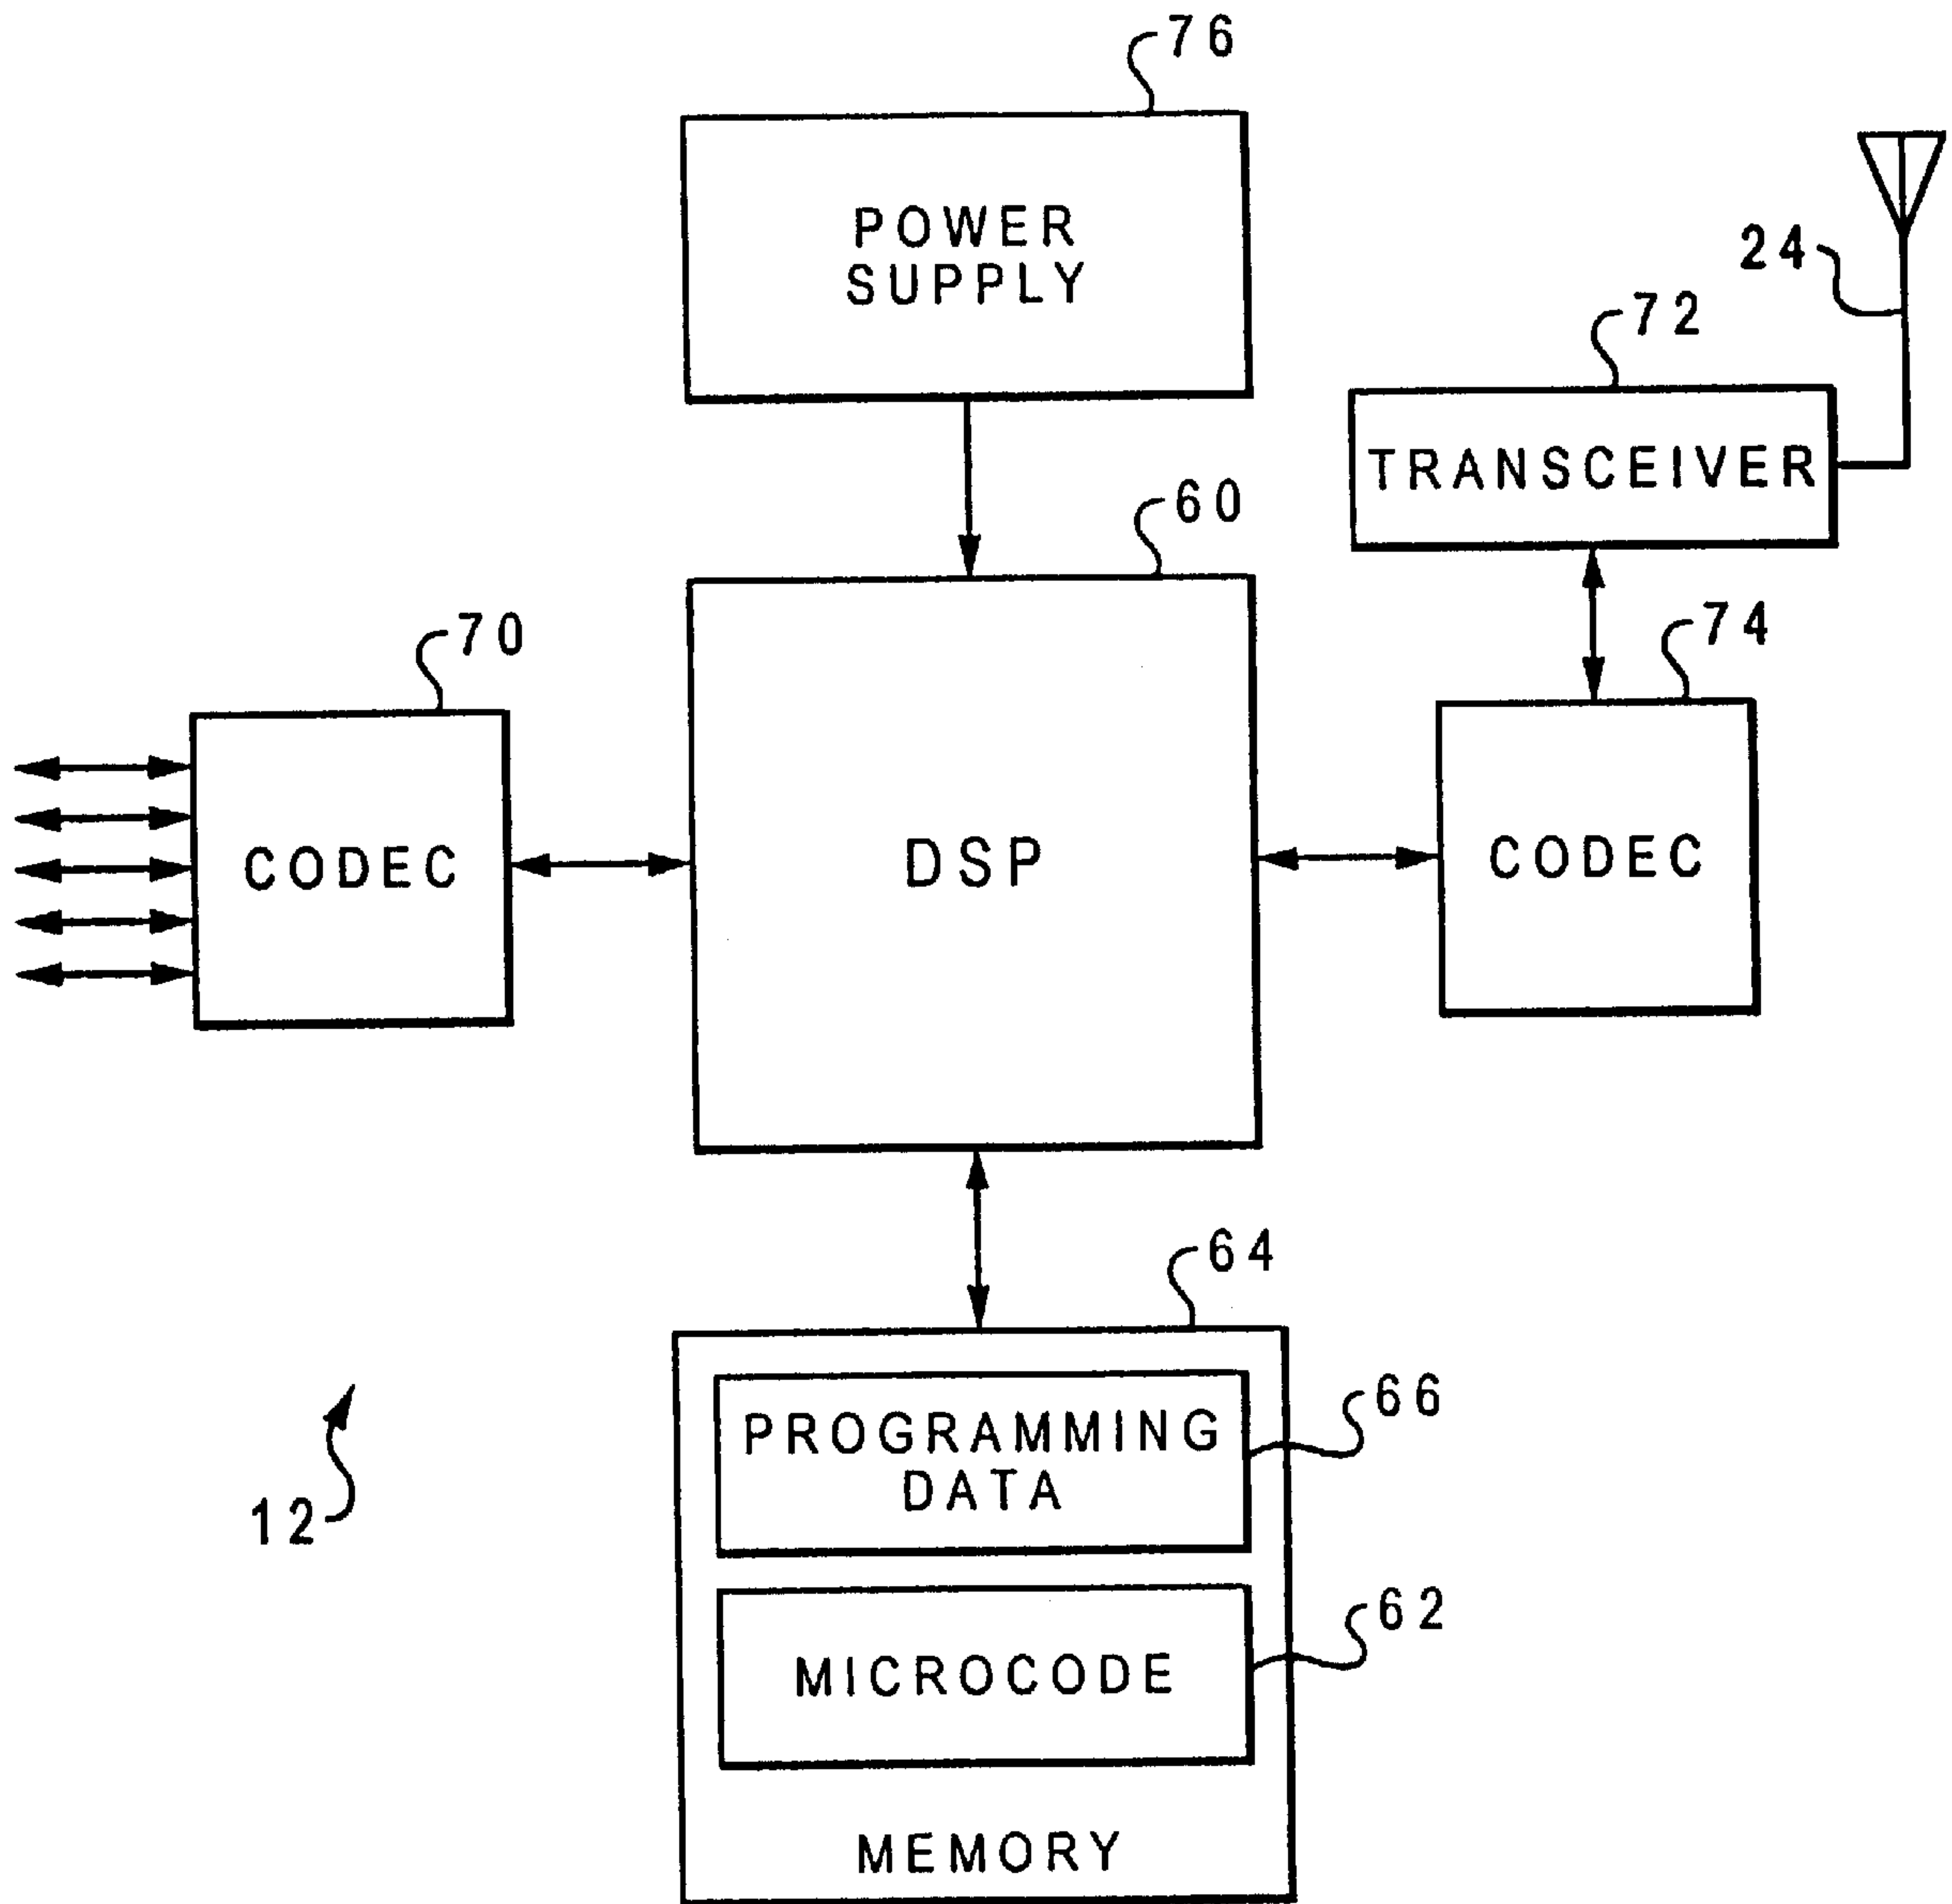 76
POWER
SUPPLY
24
72
TRANSCEIVER
60
70
74
CODEC
DSP
CODEC
64
PROGRAMMING
DATA
66
12
MICROCODE
62
MEMORY